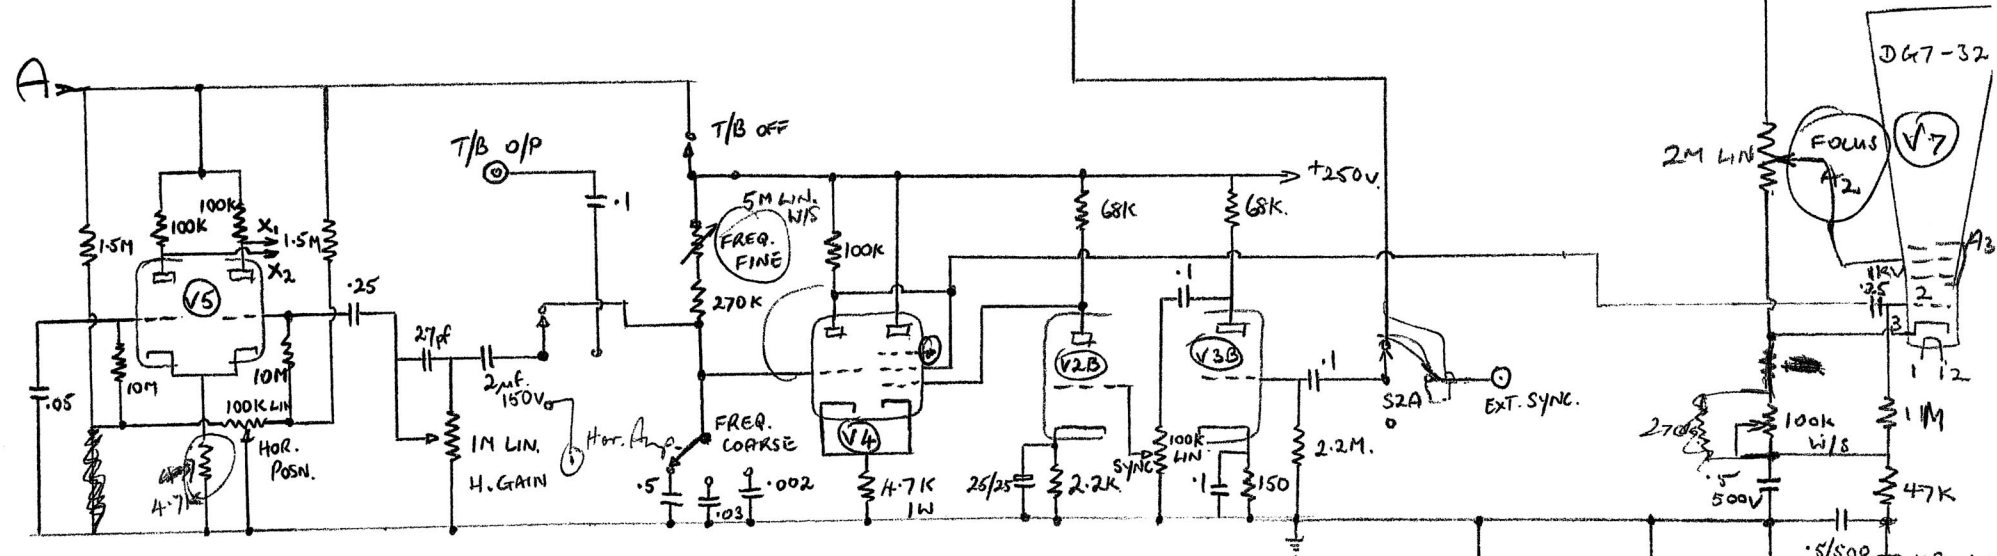 A
T/B OFF
T/B O/P
.1
+250V.
5M LIN.
W/S
FREQ.
FINE
270K
100K
68K
68K.
DG7-32
V7
FOCUS
A2
2M LIN
A3
1KV
.25
2
3
1 12
1.5M
100K
100K
X1
X2
1.5M
V5
.25
27pf
2µf.
150V
10M
10M
.05
100K LIN
HOR.
POSN.
4.7K
1M LIN.
H. GAIN
Hor. Amp.
FREQ.
COARSE
.5
.03
.002
V4
4.7K
1W
V2B
25/25
2.2K
SYNC
100K
LIN
.1
V3B
.1
150
.1
2.2M.
S2A
EXT. SYNC.
100K
W/S
1M
.5
500V
47K
.5/500